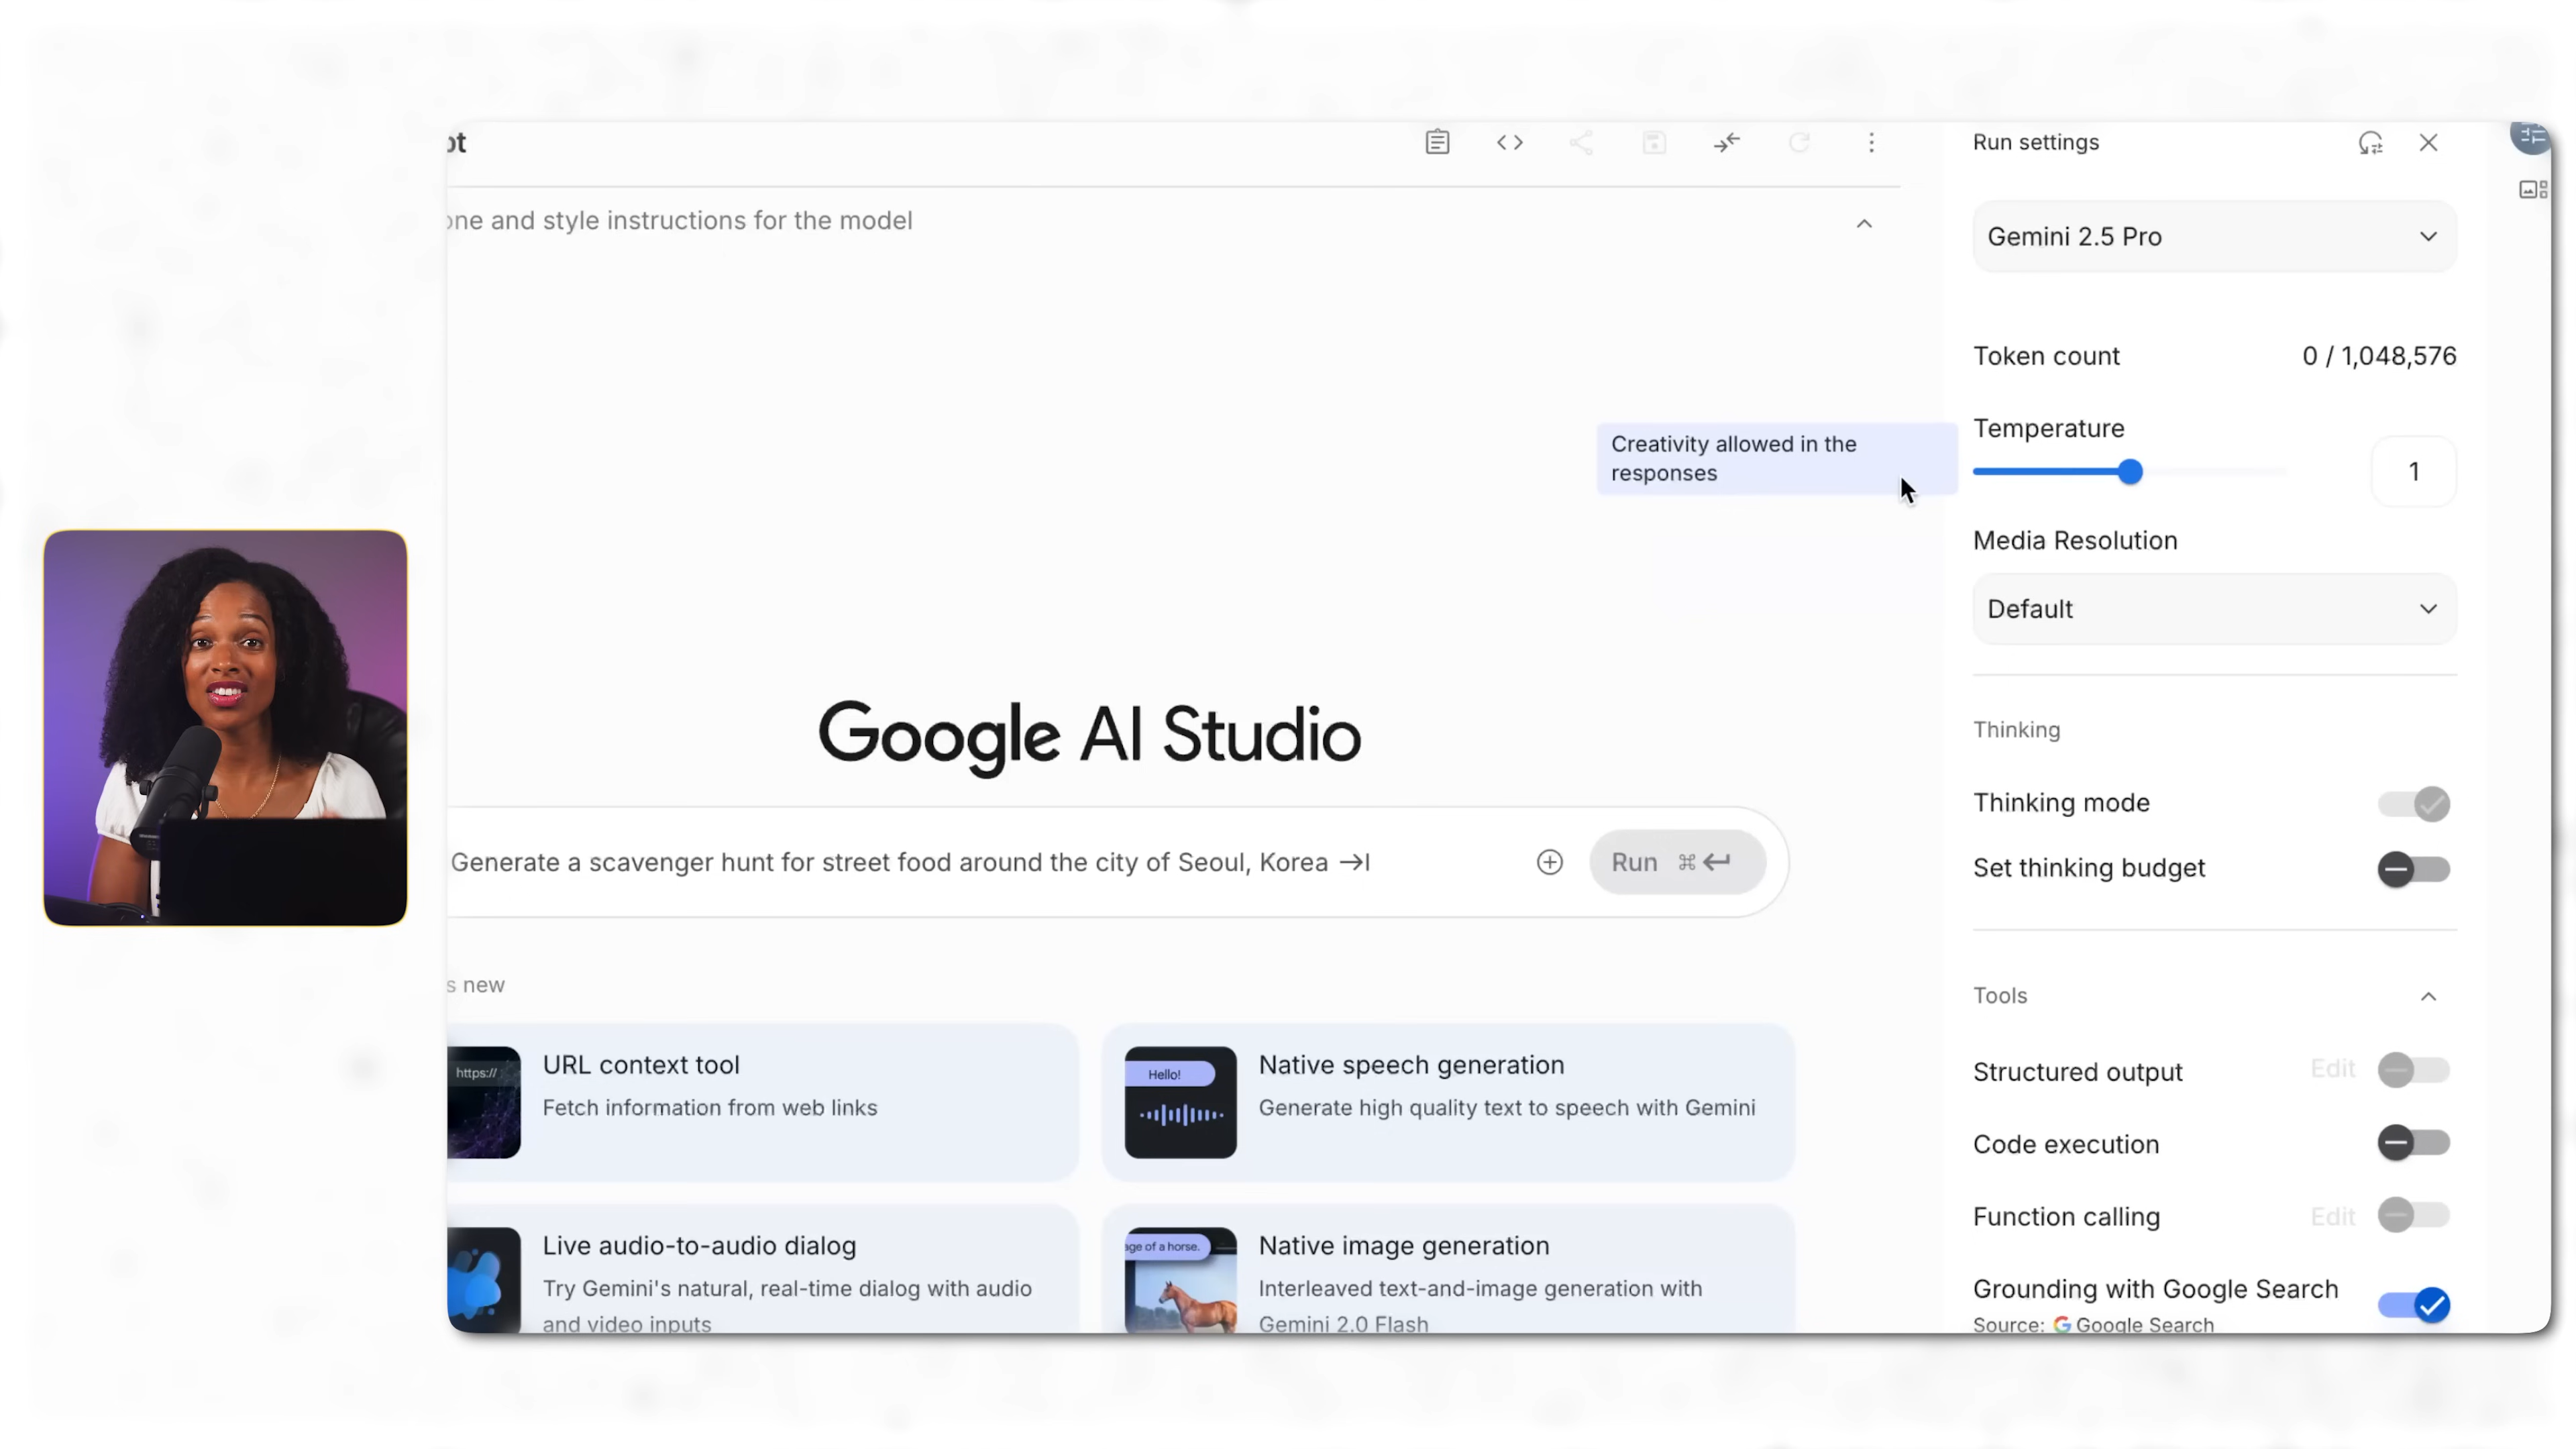 ot
one and style instructions for the model
Google AI Studio
Generate a scavenger hunt for street food around the city of Seoul, Korea
Run ⌘
s new
https://
URL context tool
Fetch information from web links
Hello!
Native speech generation
Generate high quality text to speech with Gemini
Live audio-to-audio dialog
Try Gemini's natural, real-time dialog with audio
and video inputs
age of a horse.
Native image generation
Interleaved text-and-image generation with
Gemini 2.0 Flash
Creativity allowed in the
responses
Run settings
Gemini 2.5 Pro
Token count 0 / 1,048,576
Temperature
1
Media Resolution
Default
Thinking
Thinking mode
Set thinking budget
Tools
Structured output Edit
Code execution
Function calling Edit
Grounding with Google Search
Source: G Google Search